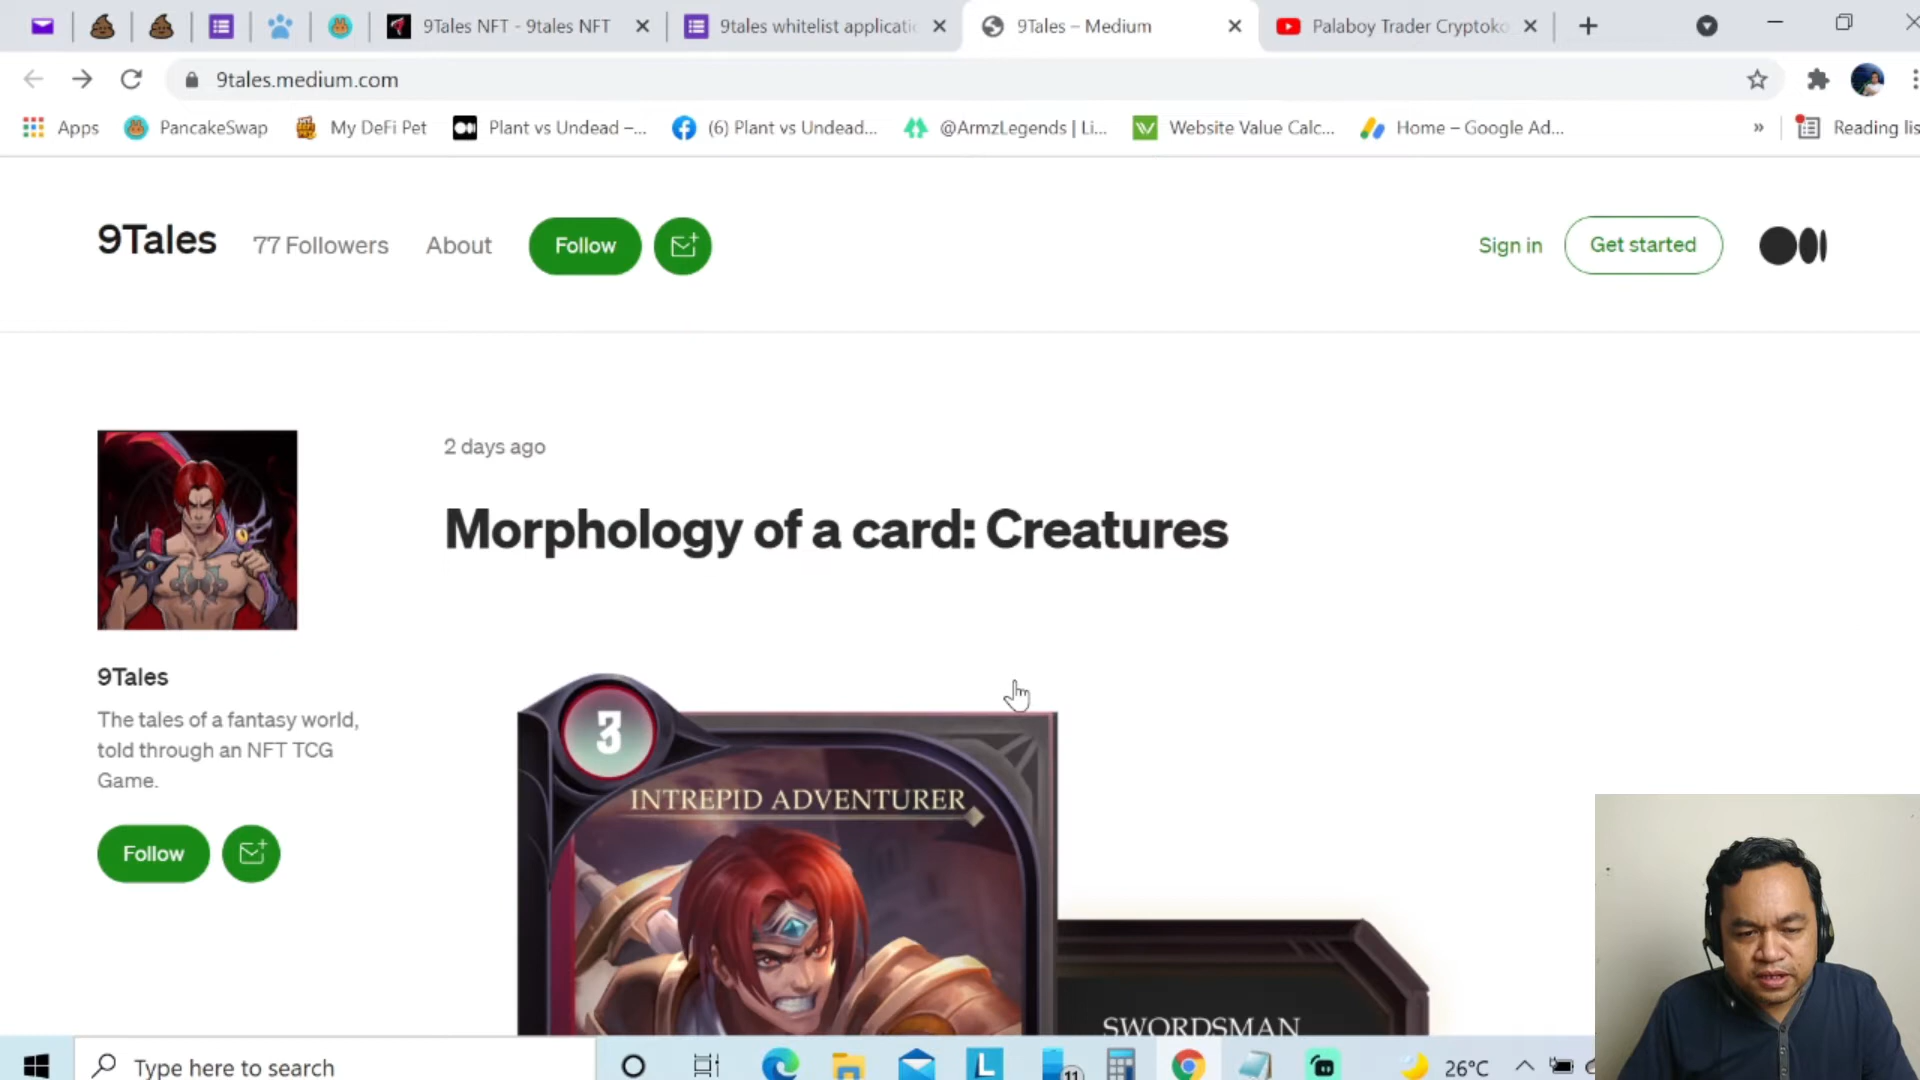 9Tales NFT - 9tales NFT
9tales whitelist applicatic
9Tales – Medium
Palaboy Trader Cryptoko
9tales.medium.com
Apps
PancakeSwap
My DeFi Pet
Plant vs Undead –...
(6) Plant vs Undead...
@ArmzLegends | Li...
Website Value Calc...
Home – Google Ad...
»
Reading lis
9Tales
77 Followers
About
Follow
Sign in
Get started
2 days ago
Morphology of a card: Creatures
9Tales
The tales of a fantasy world,
told through an NFT TCG
Game.
Follow
3
INTREPID ADVENTURER
SWORDSMAN
Type here to search
L
11
26°C